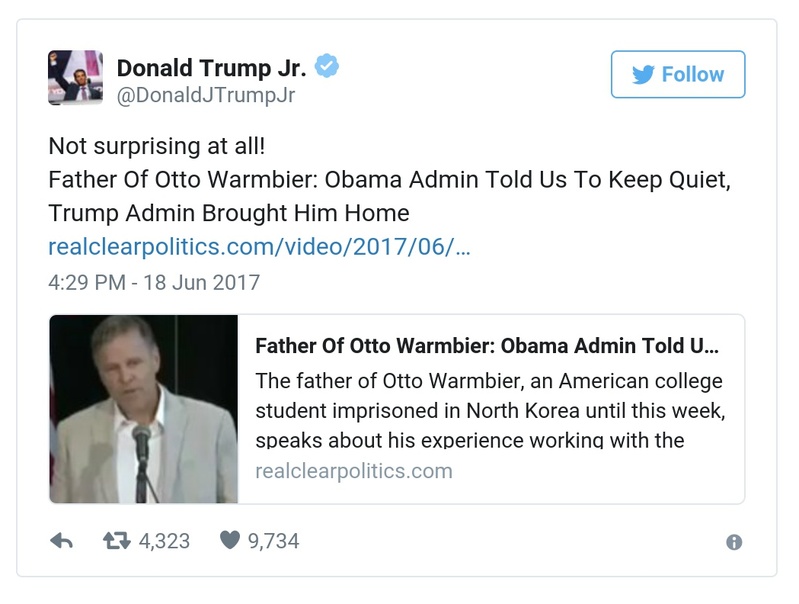 Donald Trump Jr.
@DonaldJTrumpJr
Follow
Not surprising at all!
Father Of Otto Warmbier: Obama Admin Told Us To Keep Quiet,
Trump Admin Brought Him Home
realclearpolitics.com/video/2017/06/…
4:29 PM - 18 Jun 2017
Father Of Otto Warmbier: Obama Admin Told U...
The father of Otto Warmbier, an American college
student imprisoned in North Korea until this week,
speaks about his experience working with the
realclearpolitics.com
4,323 9,734